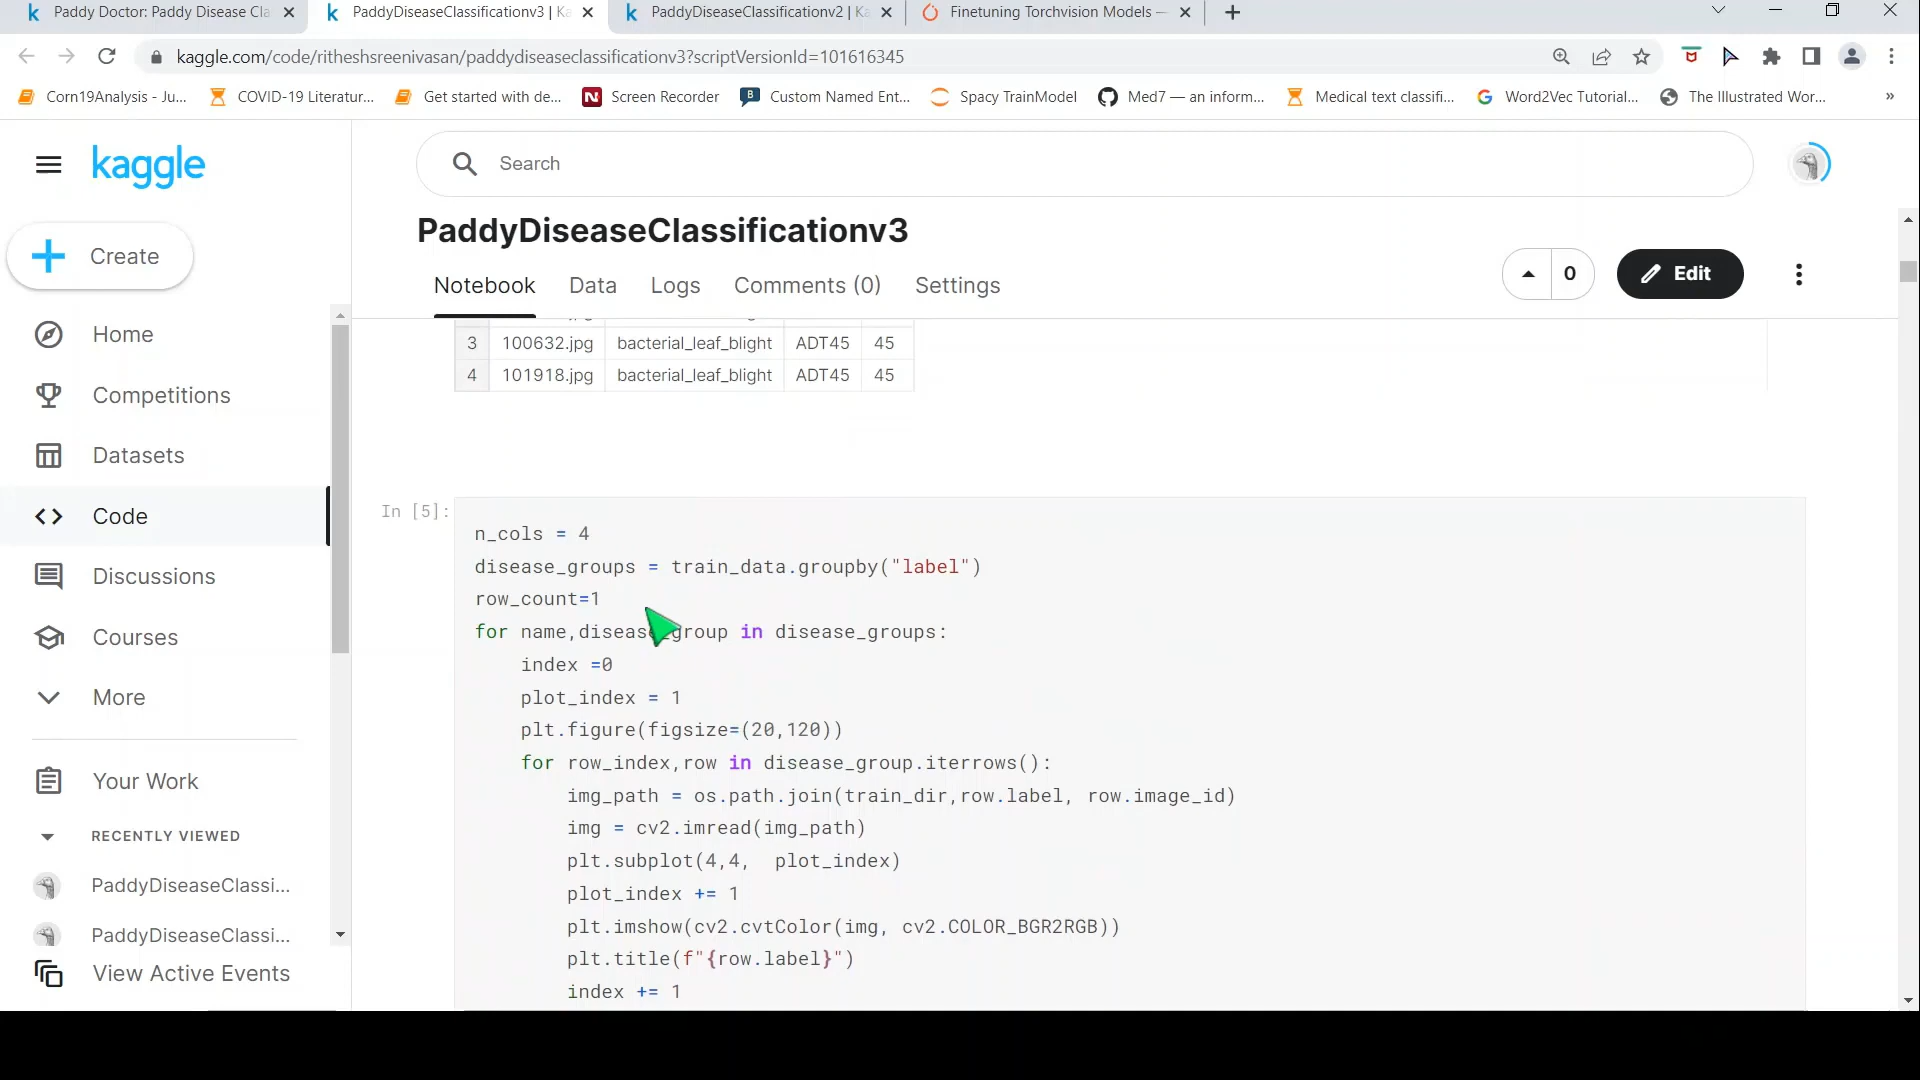 Paddy Doctor: Paddy Disease Cla
PaddyDiseaseClassificationv3 | Ka
PaddyDiseaseClassificationv2 | Ka
Finetuning Torchvision Models —
kaggle.com/code/ritheshsreenivasan/paddydiseaseclassificationv3?scriptVersionId=101616345
Corn19Analysis - Ju...
COVID-19 Literatur...
Get started with de...
Screen Recorder
Custom Named Ent...
Spacy TrainModel
Med7 — an inform...
Medical text classifi...
Word2Vec Tutorial...
The Illustrated Wor...
»
kaggle
Search
Create
PaddyDiseaseClassificationv3
0
Edit
Notebook
Data
Logs
Comments (0)
Settings
Home
Competitions
Datasets
Code
Discussions
Courses
More
Your Work
RECENTLY VIEWED
PaddyDiseaseClassi...
PaddyDiseaseClassi...
View Active Events
3 100632.jpg bacterial_leaf_blight ADT45 45
4 101918.jpg bacterial_leaf_blight ADT45 45
In [5]:
n_cols = 4
disease_groups = train_data.groupby("label")
row_count=1
for name,disease_group in disease_groups:
index =0
plot_index = 1
plt.figure(figsize=(20,120))
for row_index,row in disease_group.iterrows():
img_path = os.path.join(train_dir,row.label, row.image_id)
img = cv2.imread(img_path)
plt.subplot(4,4, plot_index)
plot_index += 1
plt.imshow(cv2.cvtColor(img, cv2.COLOR_BGR2RGB))
plt.title(f"{row.label}")
index += 1